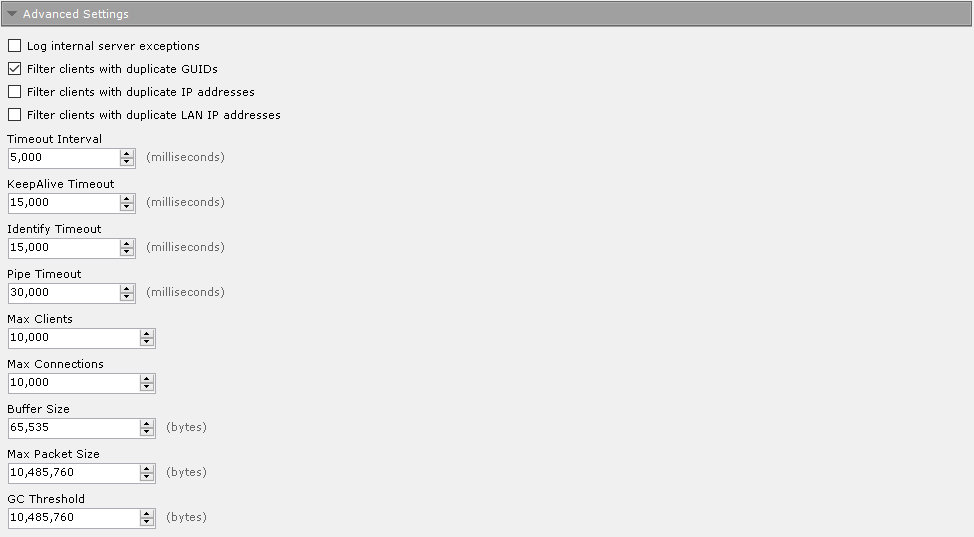 Advanced Settings
Log internal server exceptions
Filter clients with duplicate GUIDs
Filter clients with duplicate IP addresses
Filter clients with duplicate LAN IP addresses
Timeout Interval
5,000 (milliseconds)
KeepAlive Timeout
15,000 (milliseconds)
Identify Timeout
15,000 (milliseconds)
Pipe Timeout
30,000 (milliseconds)
Max Clients
10,000
Max Connections
10,000
Buffer Size
65,535 (bytes)
Max Packet Size
10,485,760 (bytes)
GC Threshold
10,485,760 (bytes)